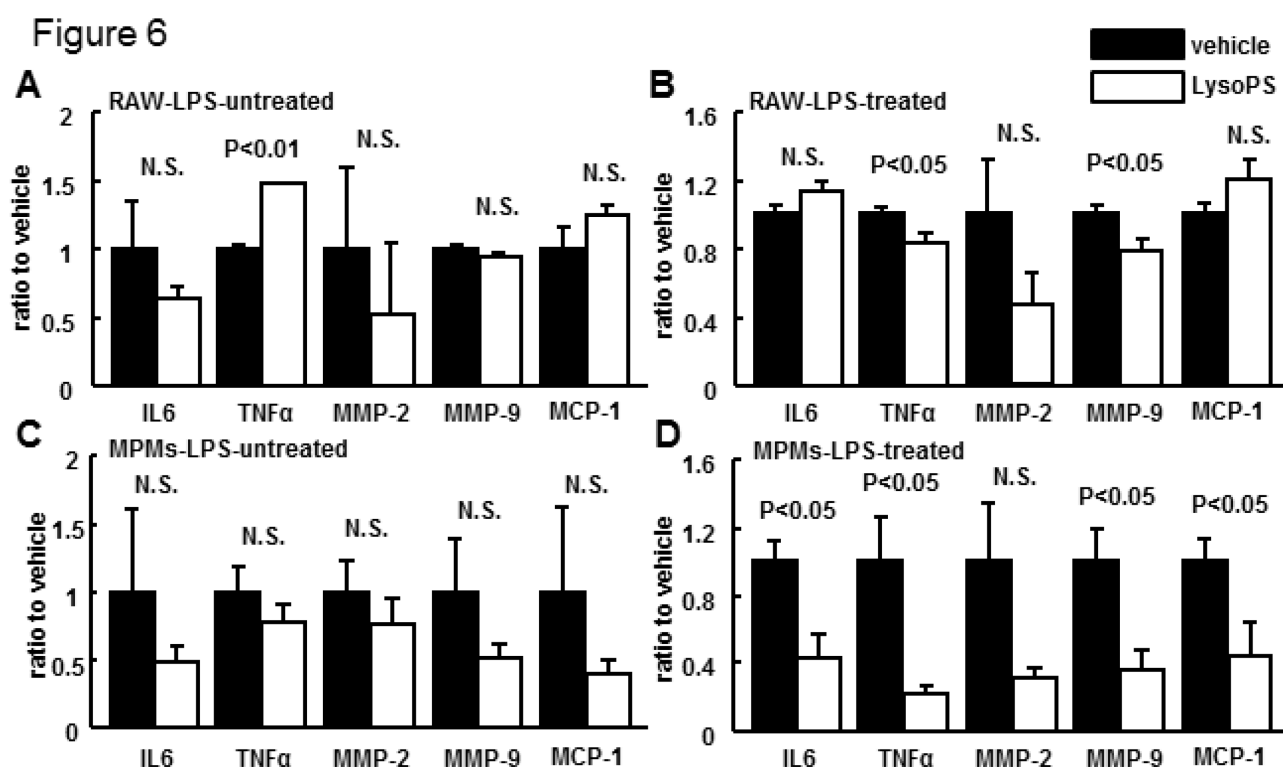 Figure 6
vehicle
LysoPS
A
RAW-LPS-untreated
ratio to vehicle
2
1.5
1
0.5
0
N.S.
P<0.01
N.S.
N.S.
N.S.
IL6 TNFα MMP-2 MMP-9 MCP-1
B
RAW-LPS-treated
ratio to vehicle
1.6
1.2
0.8
0.4
0
N.S.
P<0.05
N.S.
P<0.05
N.S.
IL6 TNFα MMP-2 MMP-9 MCP-1
C
MPMs-LPS-untreated
ratio to vehicle
2
1.5
1
0.5
0
N.S.
N.S.
N.S.
N.S.
N.S.
IL6 TNFα MMP-2 MMP-9 MCP-1
D
MPMs-LPS-treated
ratio to vehicle
1.6
1.2
0.8
0.4
0
P<0.05
P<0.05
N.S.
P<0.05
P<0.05
IL6 TNFα MMP-2 MMP-9 MCP-1